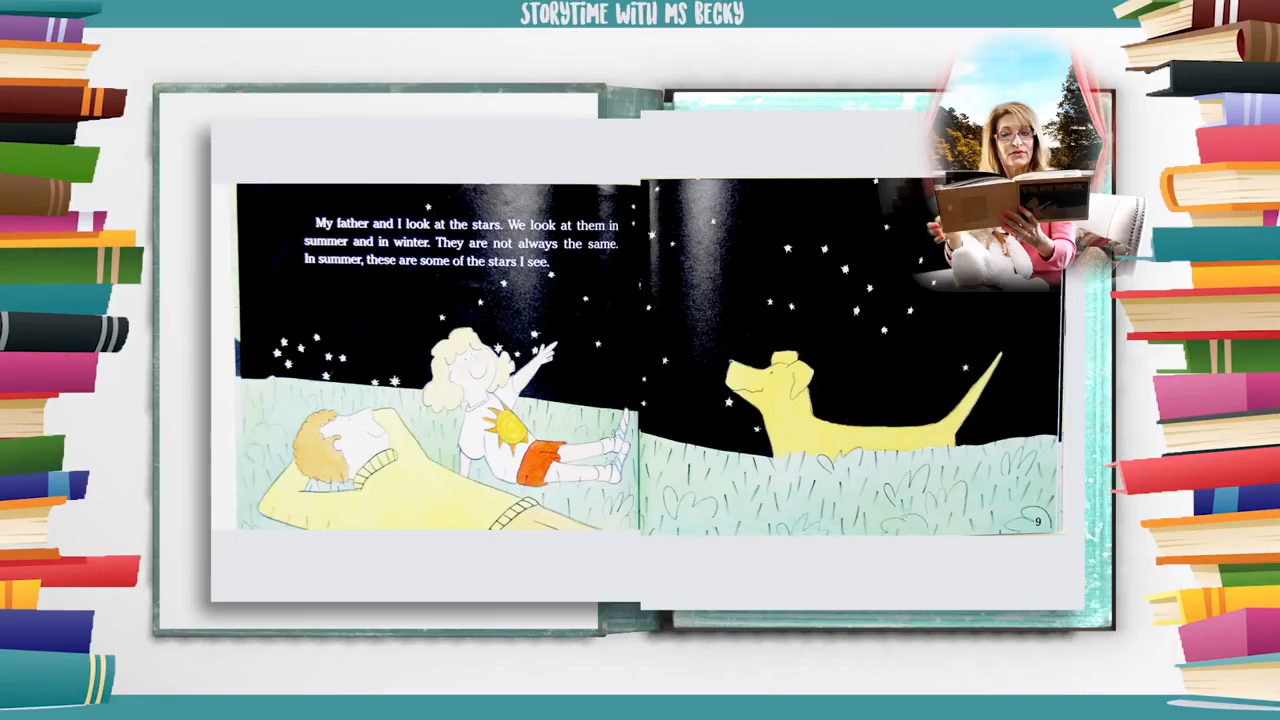 STORYTIME WITH MS BECKY
My father and I look at the stars. We look at them in
summer and in winter. They are not always the same.
In summer, these are some of the stars I see.
9